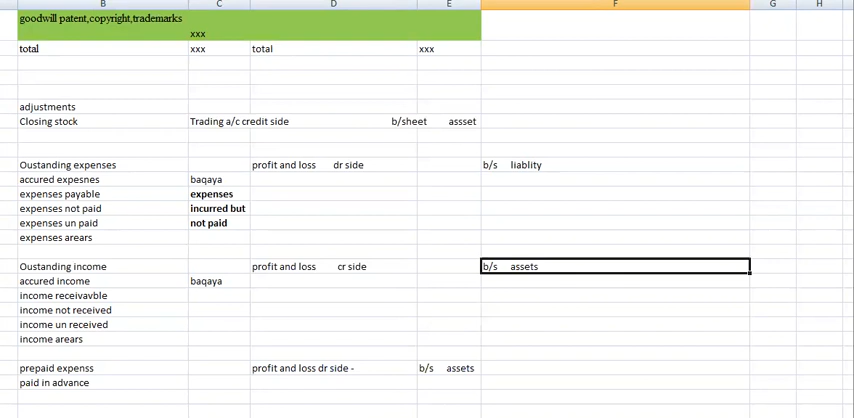 B C D E F G H
goodwill patent,copyright,trademarks
xxx
total xxx total xxx
adjustments
Closing stock Trading a/c credit side b/sheet assset
Oustanding expenses profit and loss dr side b/s liablity
accured expesnes baqaya
expenses payable expenses
expenses not paid incurred but
expenses un paid not paid
expenses arears
Oustanding income profit and loss cr side b/s assets
accured income baqaya
income receivavble
income not received
income un received
income arears
prepaid expenss profit and loss dr side - b/s assets
paid in advance